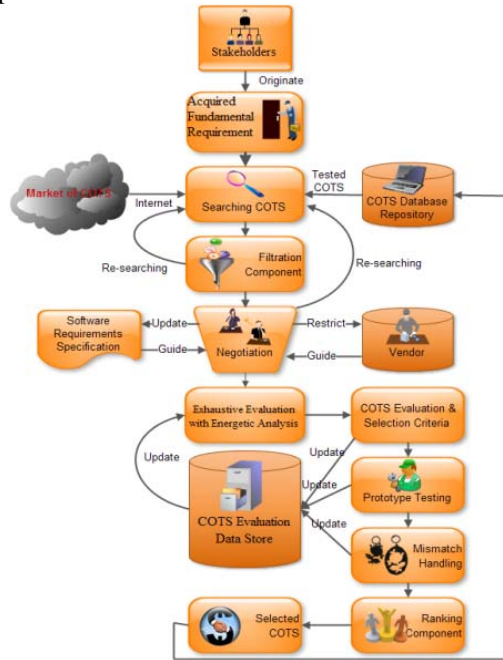 Stakeholders
Originate
Acquired
Fundamental
Requirement
Market of COTS
Internet
Searching COTS
Tested
COTS
COTS Database
Repository
Re-searching
Filtration
Component
Re-searching
Software
Requirements
Specification
Update
Guide
Negotiation
Restrict
Guide
Vendor
Exhaustive Evaluation
with Energetic Analysis
COTS Evaluation &
Selection Criteria
Update
Update
Update
Prototype Testing
COTS Evaluation
Data Store
Update
Mismatch
Handling
Selected
COTS
Ranking
Component